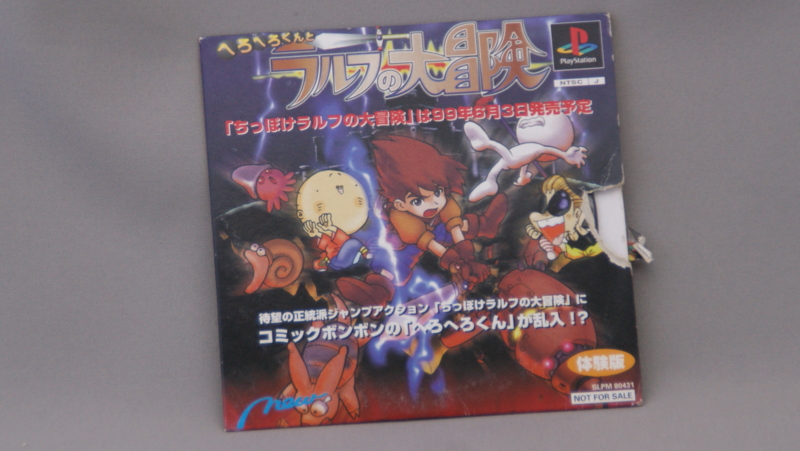 へろへろくんと
ラルフの大冒険
PlayStation
NTSC J
『ちっぽけラルフの大冒険』は99年6月3日発売予定
待望の正統派ジャンプアクション『ちっぽけラルフの大冒険』に
コミックボンボンの『へろへろくん』が乱入!?
体験版
SLPM 80431
NOT FOR SALE